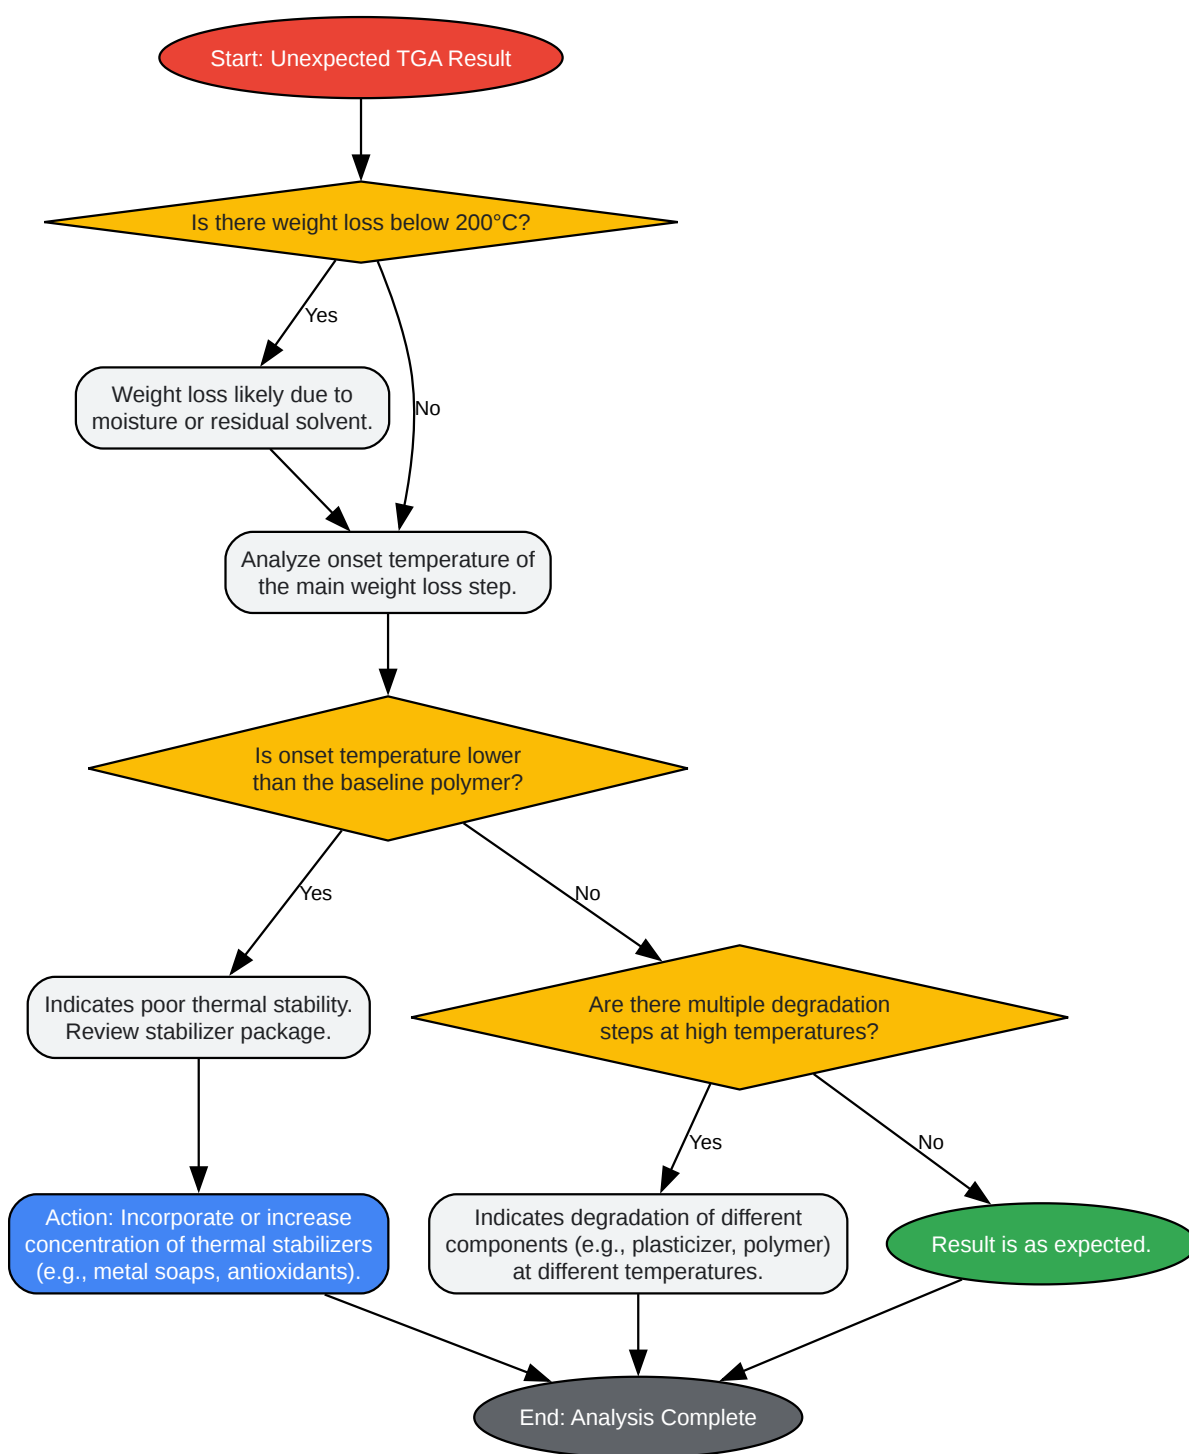 Start: Unexpected TGA Result
Is there weight loss below 200°C?
Yes
Weight loss likely due to
moisture or residual solvent.
No
Analyze onset temperature of
the main weight loss step.
Is onset temperature lower
than the baseline polymer?
Yes
No
Indicates poor thermal stability.
Review stabilizer package.
Are there multiple degradation
steps at high temperatures?
Yes
No
Action: Incorporate or increase
concentration of thermal stabilizers
(e.g., metal soaps, antioxidants).
Indicates degradation of different
components (e.g., plasticizer, polymer)
at different temperatures.
Result is as expected.
End: Analysis Complete